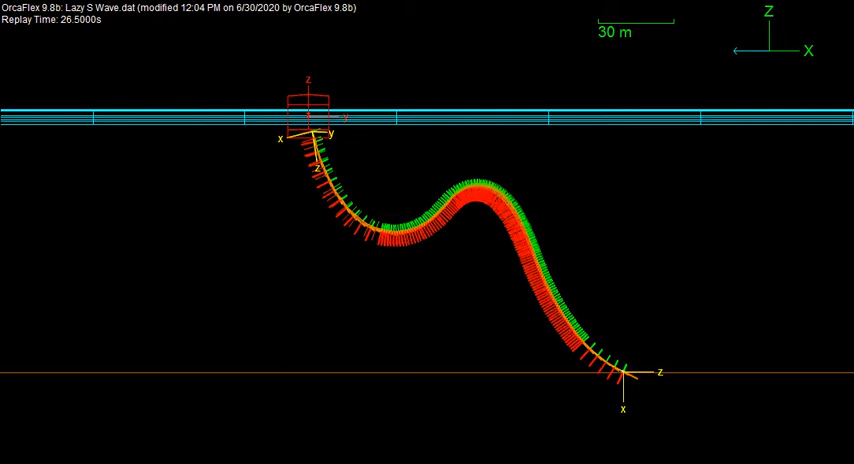 OrcaFlex 9.8b: Lazy S Wave.dat (modified 12:04 PM on 6/30/2020 by OrcaFlex 9.8b)
Replay Time: 26.5000s
30 m
Z
X
z
y
x
y
z
z
x